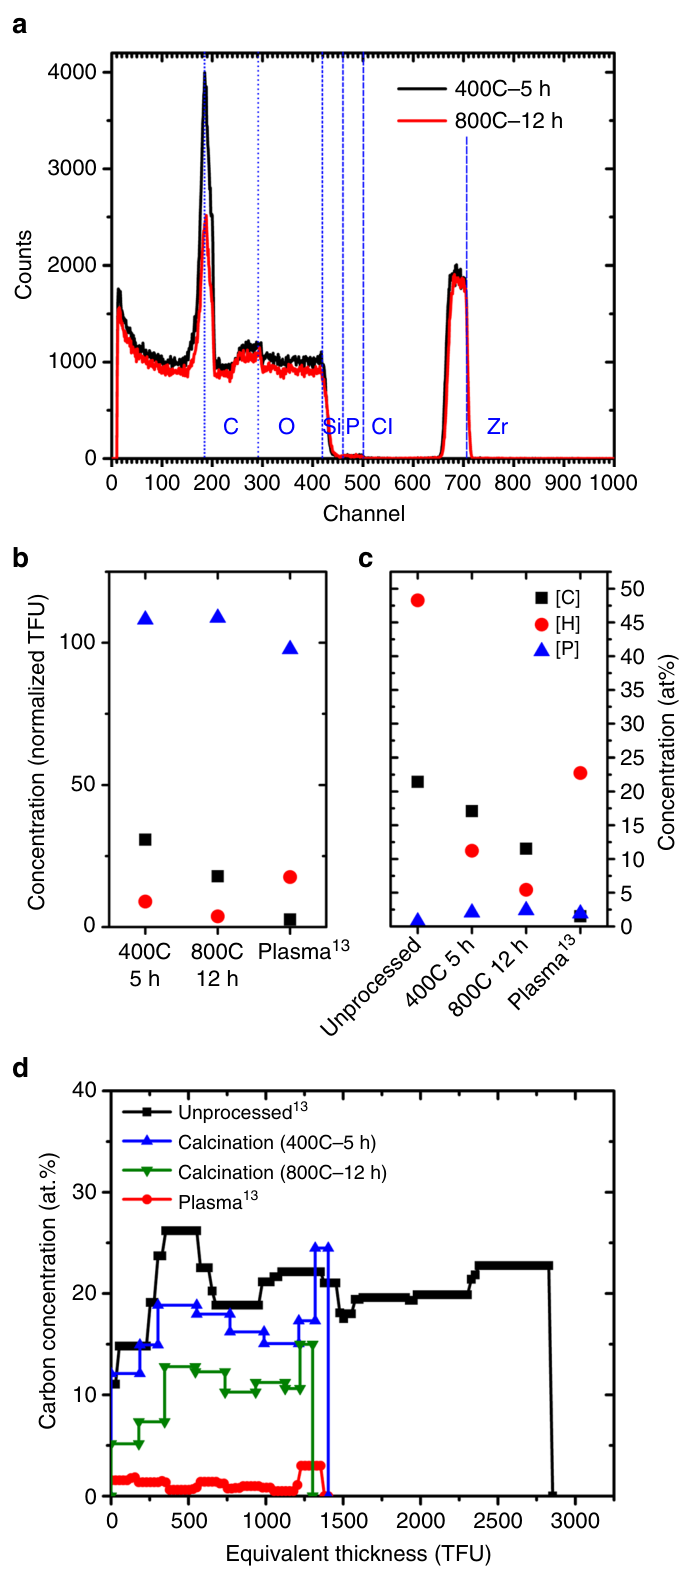 a
4000
3000
2000
1000
0
Counts
400C–5 h
800C–12 h
C O Si P Cl Zr
0 100 200 300 400 500 600 700 800 900 1000
Channel
b
100
50
0
Concentration (normalized TFU)
400C 5 h
800C 12 h
Plasma13
c
[C]
[H]
[P]
50
45
40
35
30
25
20
15
10
5
0
Concentration (at%)
Unprocessed
400C 5 h
800C 12 h
Plasma13
d
40
30
20
10
0
Carbon concentration (at.%)
Unprocessed13
Calcination (400C–5 h)
Calcination (800C–12 h)
Plasma13
0 500 1000 1500 2000 2500 3000
Equivalent thickness (TFU)